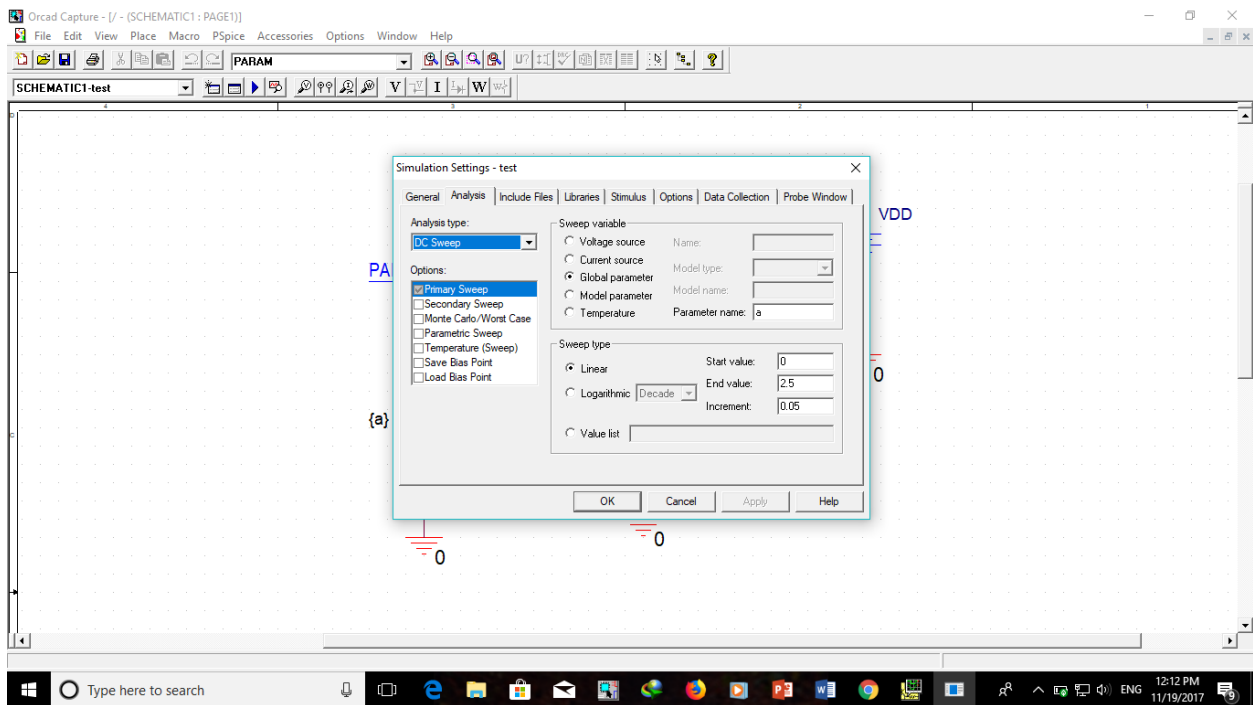 Orcad Capture - [/ - (SCHEMATIC1 : PAGE1)]
File Edit View Place Macro PSpice Accessories Options Window Help
PARAM
U?
SCHEMATIC1-test
V V I I W W
4 3 2 1
D
Simulation Settings - test
General Analysis Include Files Libraries Stimulus Options Data Collection Probe Window
Analysis type:
DC Sweep
Options:
Primary Sweep
Secondary Sweep
Monte Carlo/Worst Case
Parametric Sweep
Temperature (Sweep)
Save Bias Point
Load Bias Point
Sweep variable
Voltage source
Current source
Global parameter
Model parameter
Temperature
Name:
Model type:
Model name:
Parameter name: a
Sweep type
Linear
Logarithmic Decade
Value list
Start value: 0
End value: 2.5
Increment: 0.05
OK Cancel Apply Help
VDD
PA
0
{a}
C
0
0
Type here to search
ENG
12:12 PM
11/19/2017
9